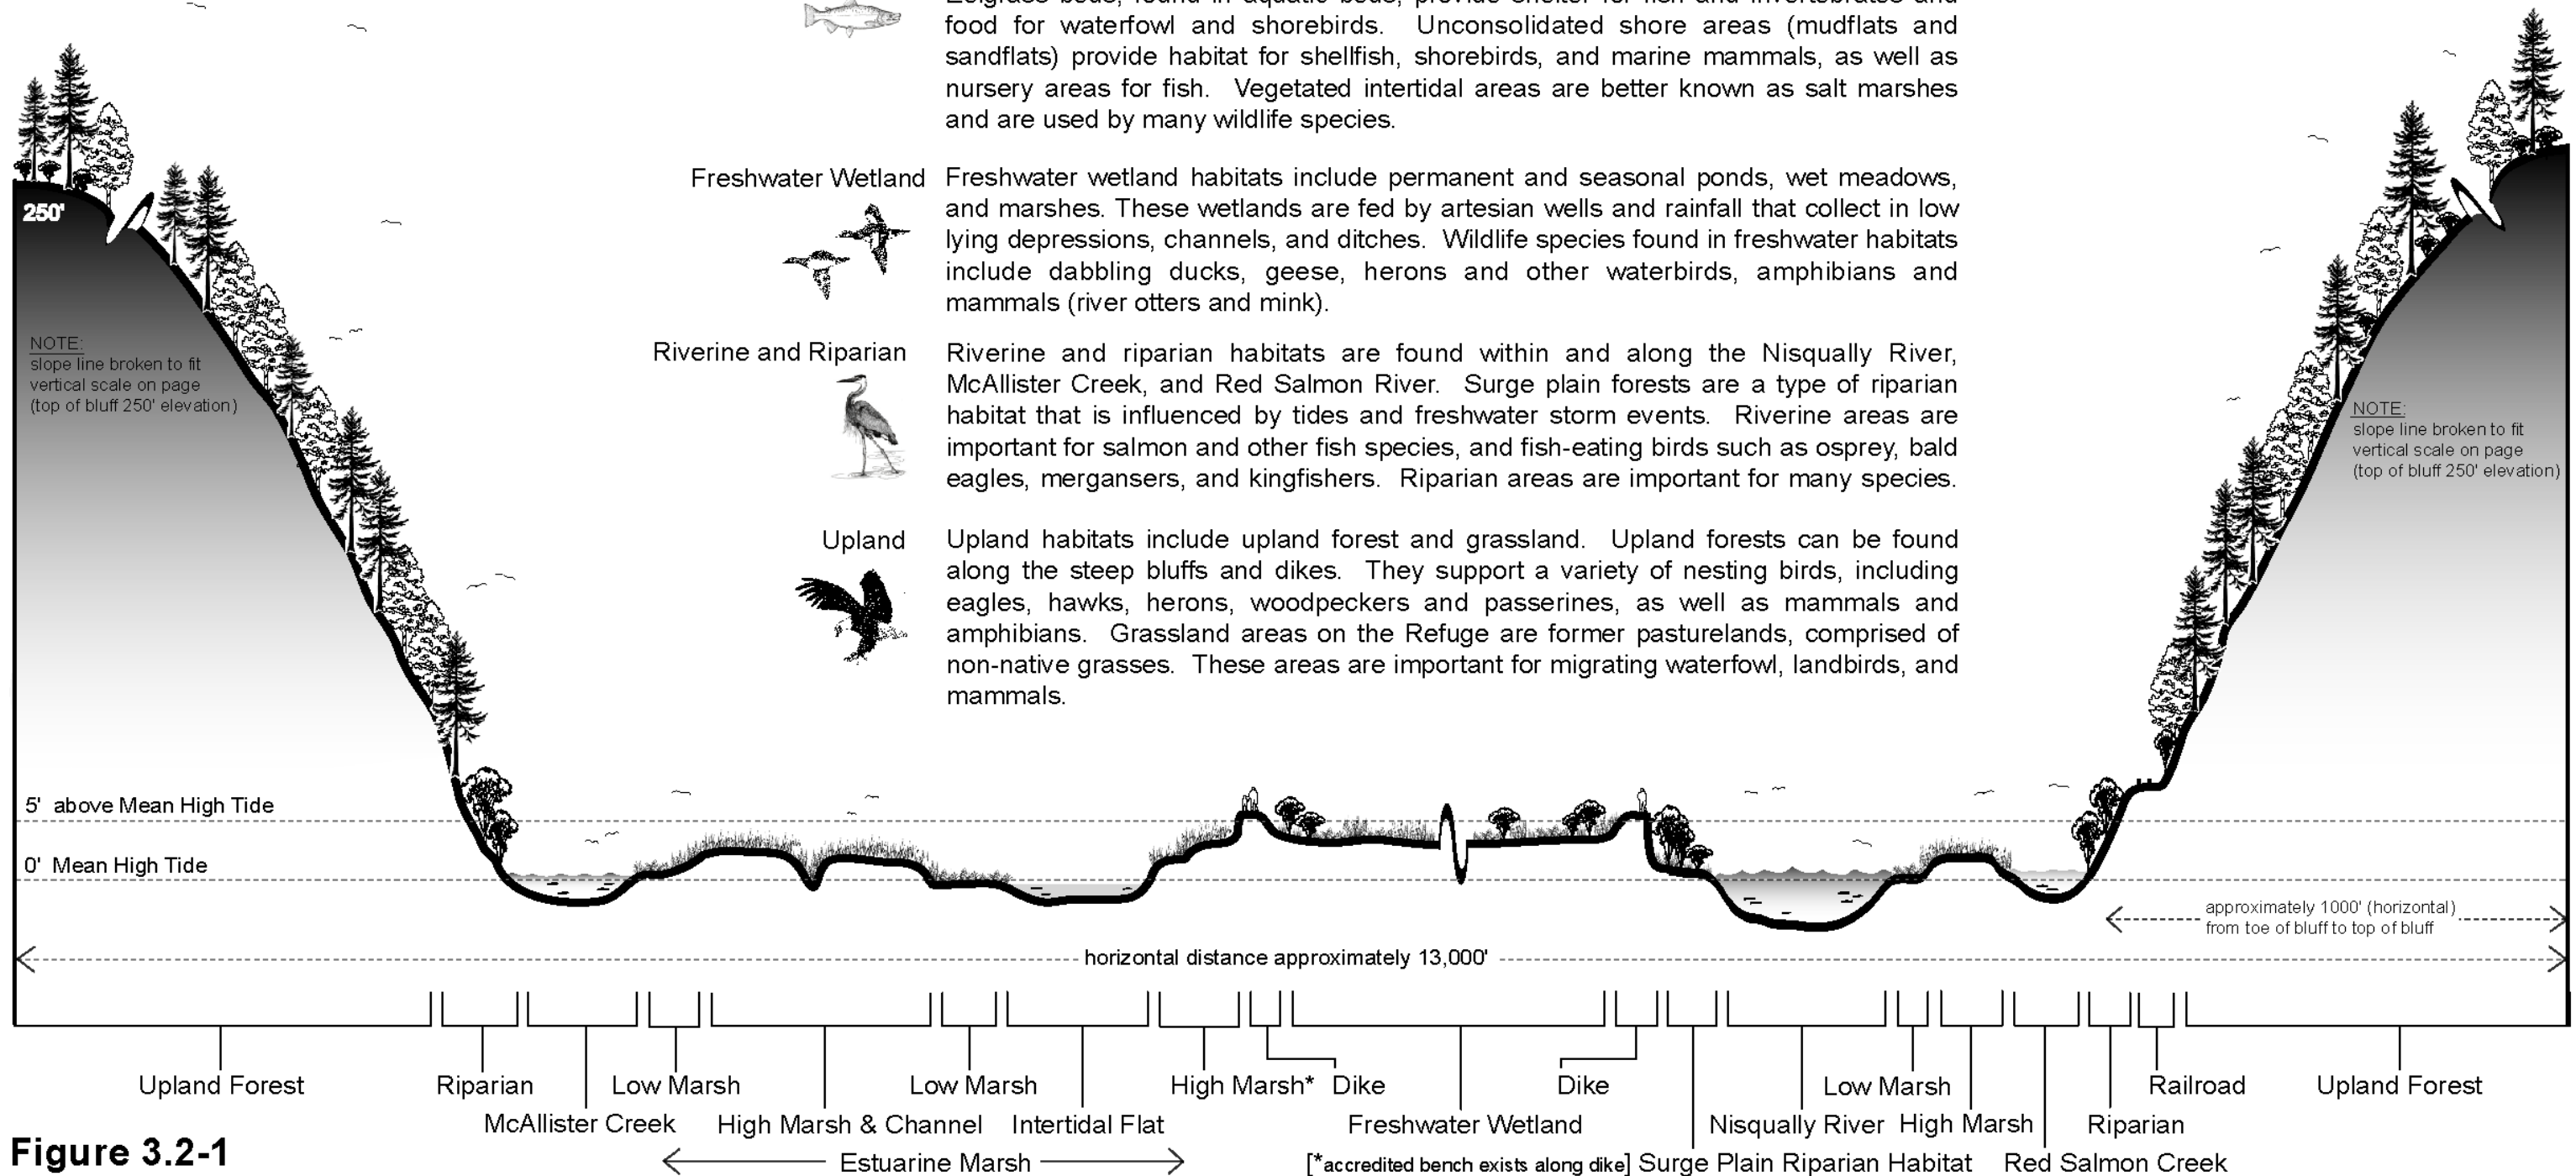 Eelgrass beds, found in aquatic beds, provide shelter for fish and invertebrates and
food for waterfowl and shorebirds. Unconsolidated shore areas (mudflats and
sandflats) provide habitat for shellfish, shorebirds, and marine mammals, as well as
nursery areas for fish. Vegetated intertidal areas are better known as salt marshes
and are used by many wildlife species.
Freshwater Wetland
Freshwater wetland habitats include permanent and seasonal ponds, wet meadows,
and marshes. These wetlands are fed by artesian wells and rainfall that collect in low
lying depressions, channels, and ditches. Wildlife species found in freshwater habitats
include dabbling ducks, geese, herons and other waterbirds, amphibians and
mammals (river otters and mink).
250'
NOTE:
slope line broken to fit
vertical scale on page
(top of bluff 250' elevation)
Riverine and Riparian
Riverine and riparian habitats are found within and along the Nisqually River,
McAllister Creek, and Red Salmon River. Surge plain forests are a type of riparian
habitat that is influenced by tides and freshwater storm events. Riverine areas are
important for salmon and other fish species, and fish-eating birds such as osprey, bald
eagles, mergansers, and kingfishers. Riparian areas are important for many species.
NOTE:
slope line broken to fit
vertical scale on page
(top of bluff 250' elevation)
Upland
Upland habitats include upland forest and grassland. Upland forests can be found
along the steep bluffs and dikes. They support a variety of nesting birds, including
eagles, hawks, herons, woodpeckers and passerines, as well as mammals and
amphibians. Grassland areas on the Refuge are former pasturelands, comprised of
non-native grasses. These areas are important for migrating waterfowl, landbirds, and
mammals.
5' above Mean High Tide
0' Mean High Tide
approximately 1000' (horizontal)
from toe of bluff to top of bluff
horizontal distance approximately 13,000'
Upland Forest
Riparian
Low Marsh
Low Marsh
High Marsh*
Dike
Dike
Low Marsh
Railroad
Upland Forest
McAllister Creek
High Marsh & Channel
Intertidal Flat
Freshwater Wetland
Nisqually River
High Marsh
Riparian
Figure 3.2-1
Estuarine Marsh
[*accredited bench exists along dike]
Surge Plain Riparian Habitat
Red Salmon Creek